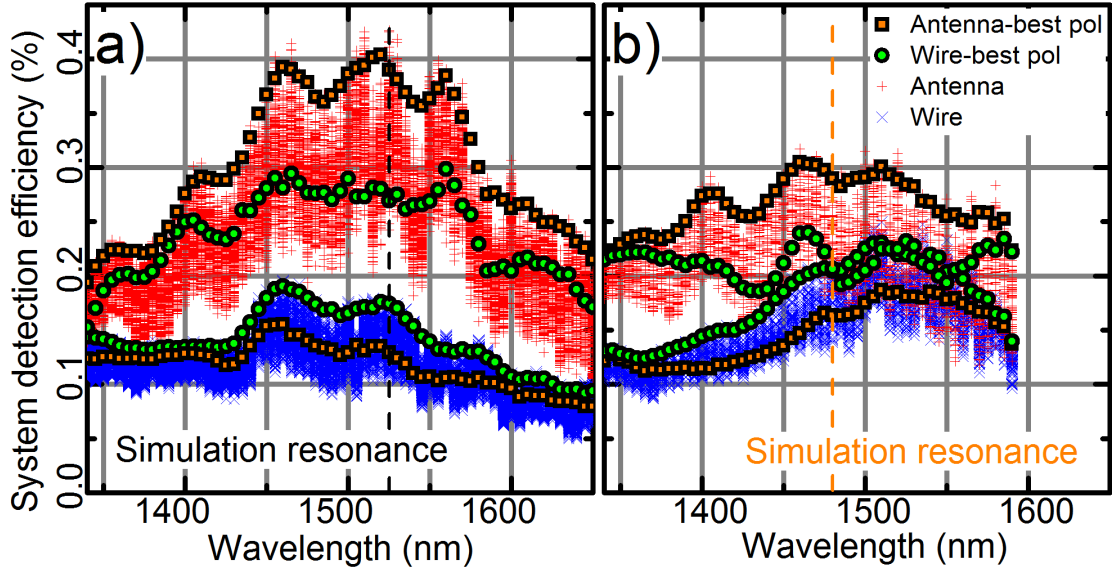 System detection efficiency (%)
0.4
0.3
0.2
0.1
0.0
a)
Simulation resonance
1400
1500
1600
Wavelength (nm)
b)
Antenna-best pol
Wire-best pol
Antenna
Wire
Simulation resonance
1400
1500
1600
Wavelength (nm)